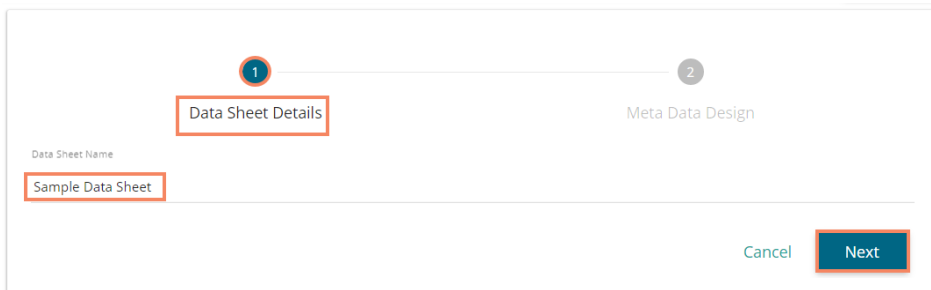 1
2
Data Sheet Details
Meta Data Design
Data Sheet Name
Sample Data Sheet
Cancel
Next